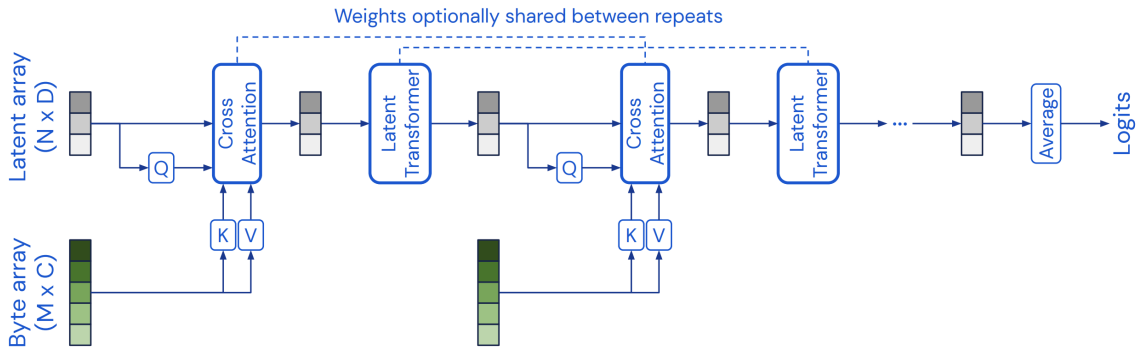 Weights optionally shared between repeats
Latent array
(N x D)
Q
Cross
Attention
Latent
Transformer
Q
Cross
Attention
Latent
Transformer
...
Average
Logits
Byte array
(M x C)
K
V
K
V